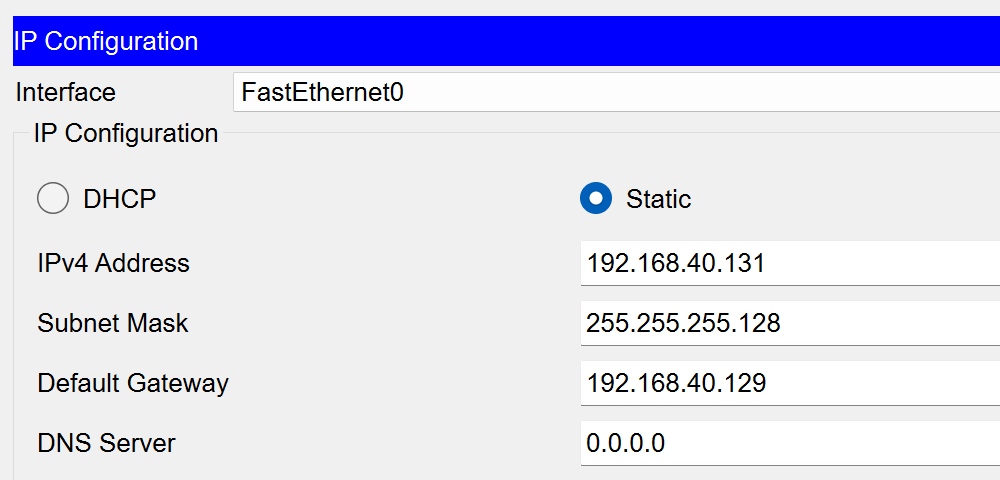 IP Configuration
Interface FastEthernet0
IP Configuration
DHCP Static
IPv4 Address 192.168.40.131
Subnet Mask 255.255.255.128
Default Gateway 192.168.40.129
DNS Server 0.0.0.0